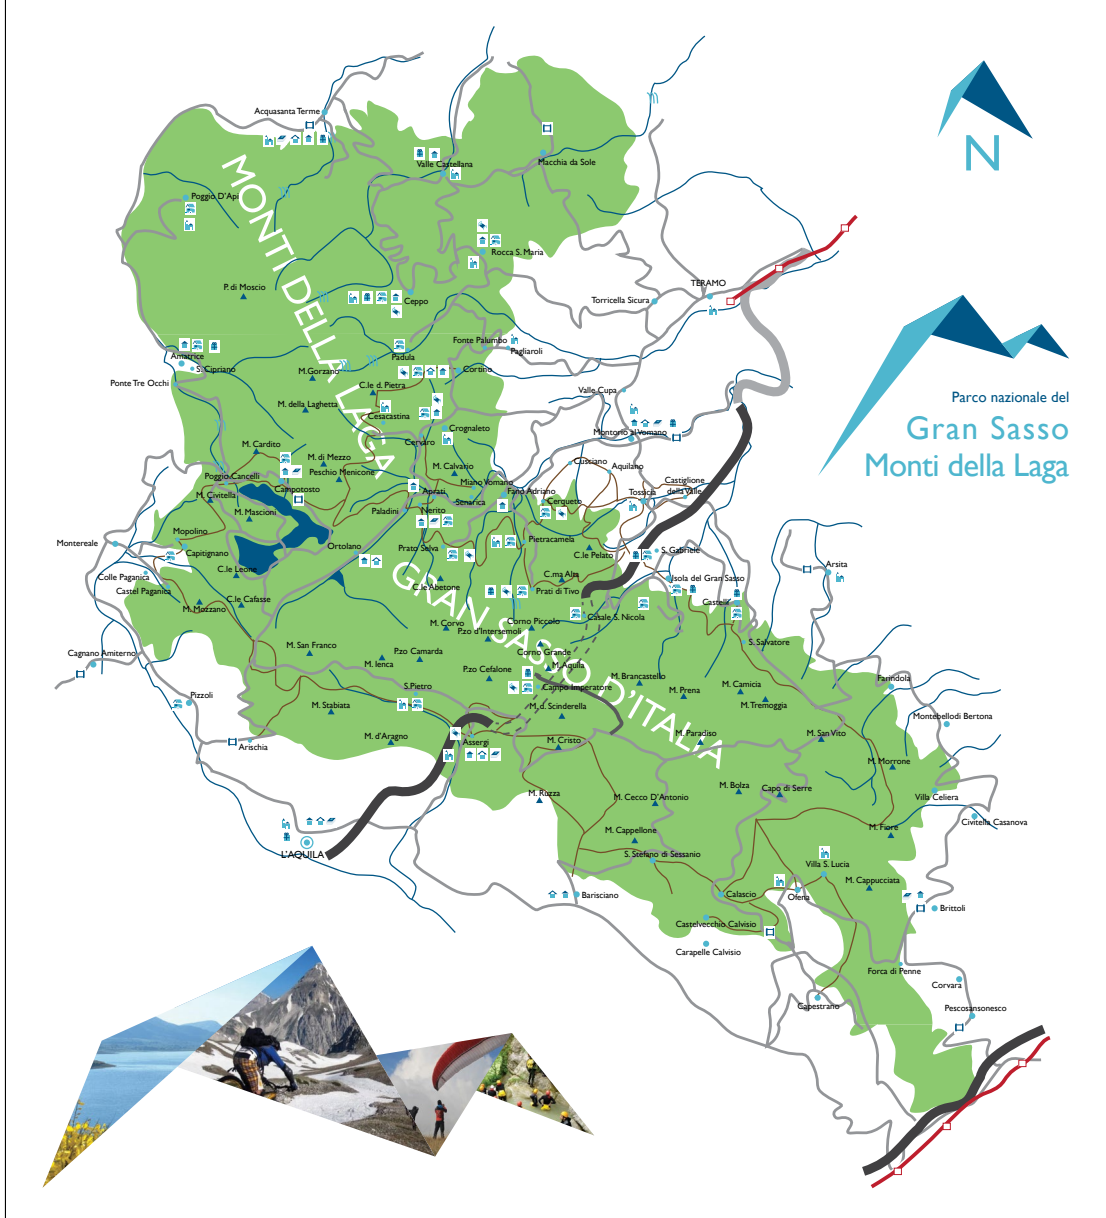 Acquasanta Terme
Valle Castellana
Macchia da Sole
N
Poggio D'Api
MONTI DELLA LAGA
Rocca S. Maria
P. di Moscio
Ceppo
TERAMO
Torricella Sicura
Fonte Palumbo
Pagliaroli
Amatrice
S. Cipriano
Padula
M.Gorzano
Cortino
Ponte Tre Occhi
C.le d. Pietra
Valle Cupa
Parco nazionale del
Gran Sasso
Monti della Laga
M. della Laghetta
Cesacastina
Crognaleto
Montorio al Vomano
Cervaro
M. Cardito
M. di Mezzo
M. Calvario
Cusciano
Aquilano
Poggio Cancelli
Peschio Menicone
Miano Vomano
Castiglione
della Valle
Campotosto
Aprati
Fano Adriano
Tossicia
M. Civitella
Senarica
Cerqueto
M. Mascioni
Paladini
Nerito
Mopolino
Montereale
Capitignano
Ortolano
Prato Selva
Pietracamela
C.le Pelato
S. Gabriele
Arsita
C.le Leone
C.ma Alta
Isola del Gran Sasso
Colle Paganica
Castel Paganica
C.le Abetone
Prati di Tivo
GRAN SASSO D'ITALIA
C.le Cafasse
Castelli
M. Mozzano
Casale S. Nicola
M. Corvo
Corno Piccolo
P.zo d'Intersemoli
S. Salvatore
M. San Franco
Cagnano Amiterno
P.zo Camarda
Corno Grande
M. Ienca
M. Aquila
P.zo Cefalone
M. Brancastello
Farindola
S.Pietro
Campo Imperatore
M. Prena
M. Camicia
Pizzoli
M. Stabiata
M. d. Scinderella
M. Tremoggia
Montebellodi Bertona
M. d'Aragno
Assergi
M. Cristo
M. Paradiso
M. San Vito
Arischia
M. Morrone
M. Ruzza
M. Cecco D'Antonio
M. Bolza
Capo di Serre
Villa Celiera
Civitella Casanova
M. Cappellone
M. Fiore
L'AQUILA
S. Stefano di Sessanio
Villa S. Lucia
M. Cappucciata
Barisciano
Calascio
Ofena
Brittoli
Castelvecchio Calvisio
Carapelle Calvisio
Forca di Penne
Corvara
Capestrano
Pescosansonesco